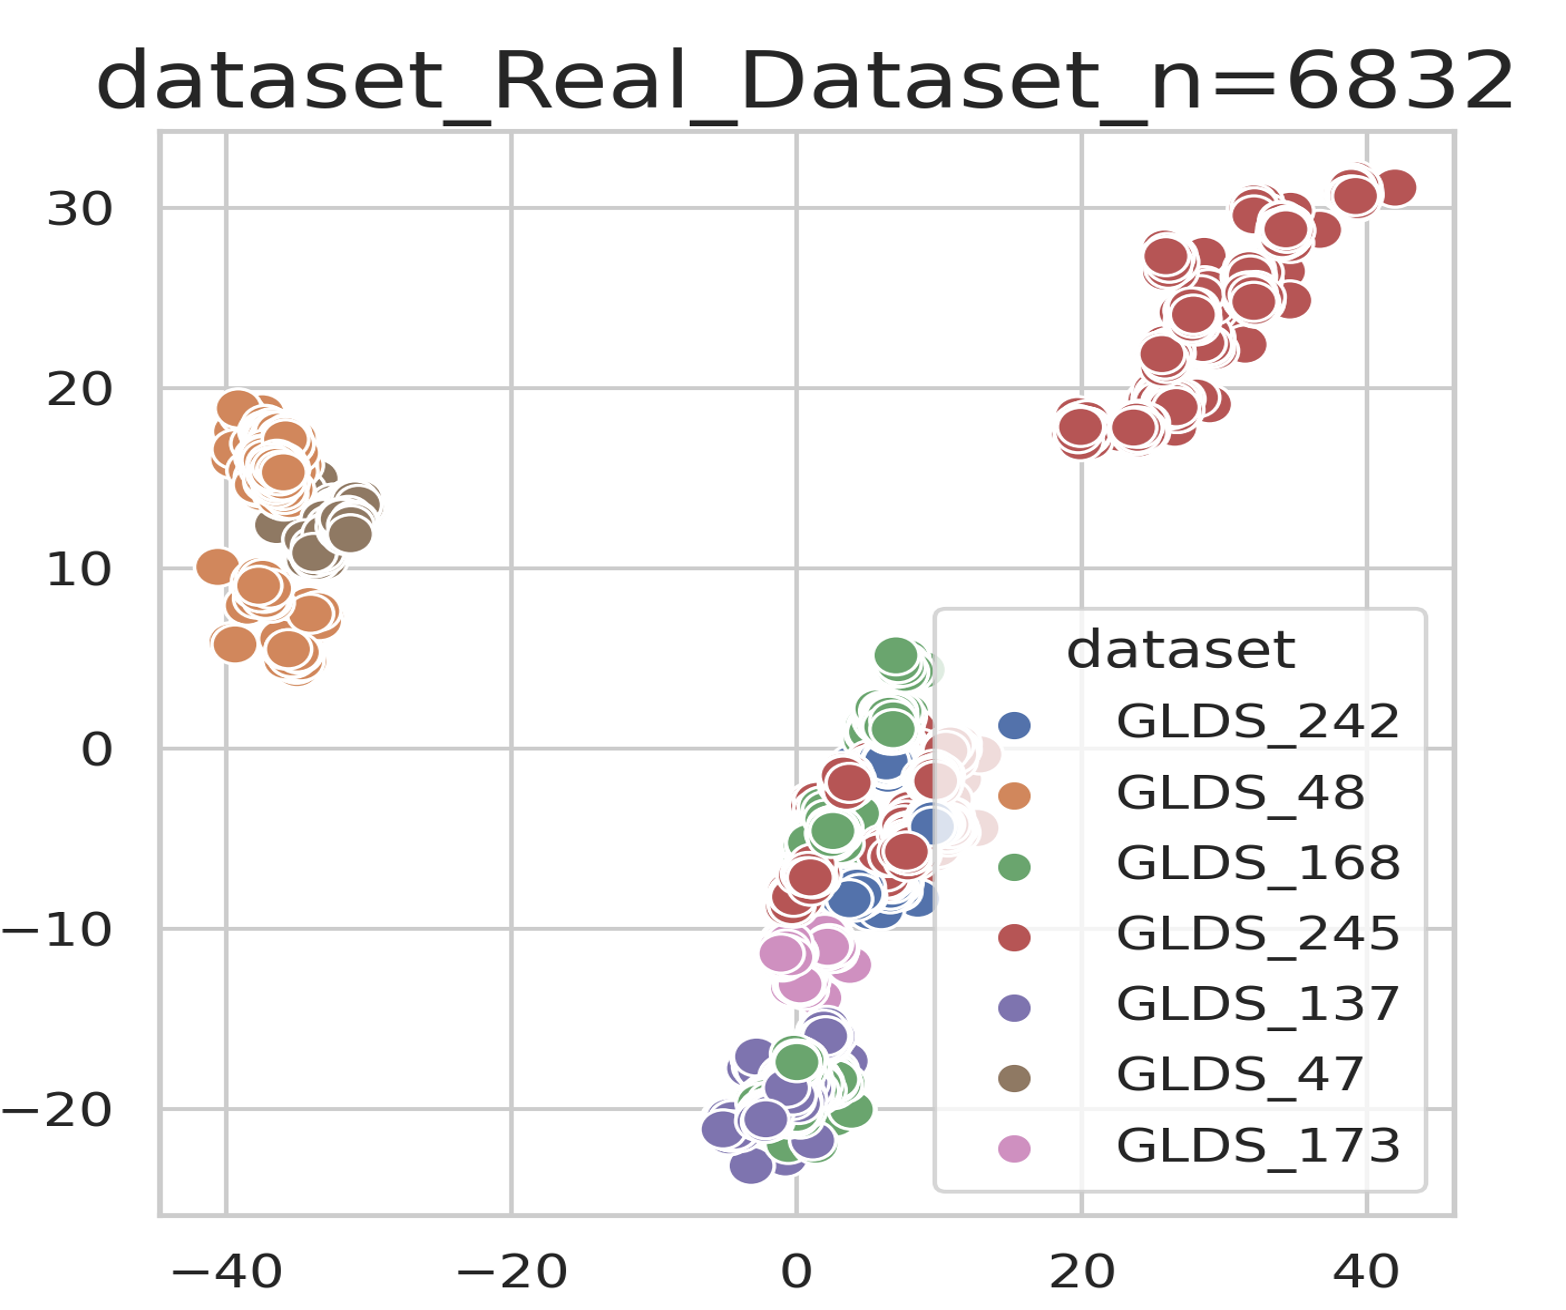 dataset_Real_Dataset_n=6832
30
20
10
0
−10
−20
dataset
GLDS_242
GLDS_48
GLDS_168
GLDS_245
GLDS_137
GLDS_47
GLDS_173
−40 −20 0 20 40